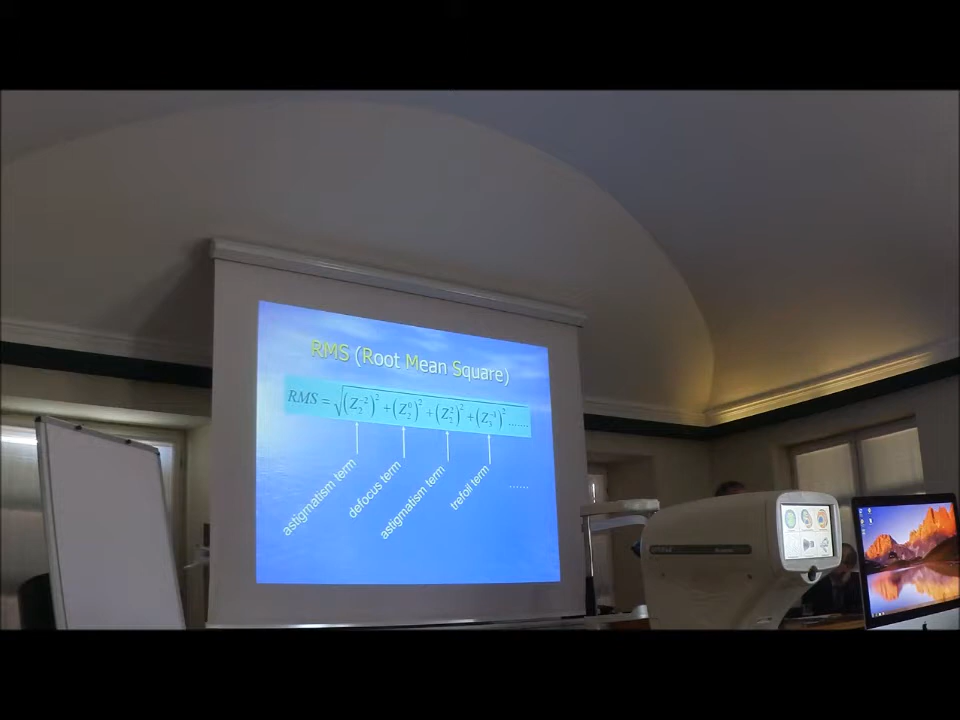 RMS (Root Mean Square)
RMS = √(Z₂⁻²)² + (Z₂⁰)² + (Z₂²)² + (Z₃⁻³)² ……
astigmatism term
defocus term
astigmatism term
trefoil term
……